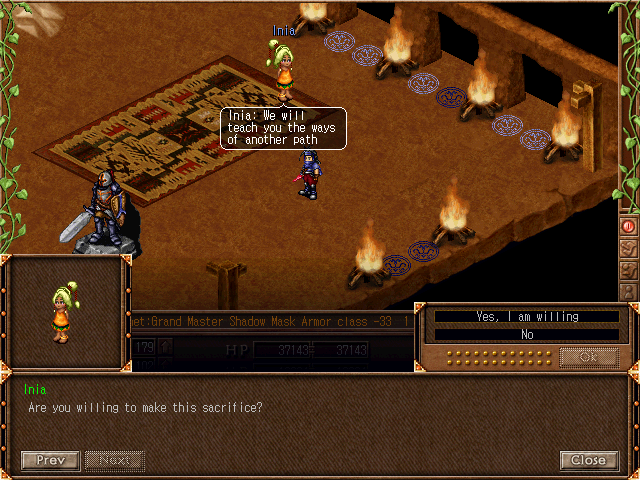 Inia
Inia: We will
teach you the ways
of another path
net:Grand Master Shadow Mask Armor class -33 1
179
HP 37143 37143
Yes, I am willing
No
Ok
Inia
Are you willing to make this sacrifice?
Prev
Next
Close